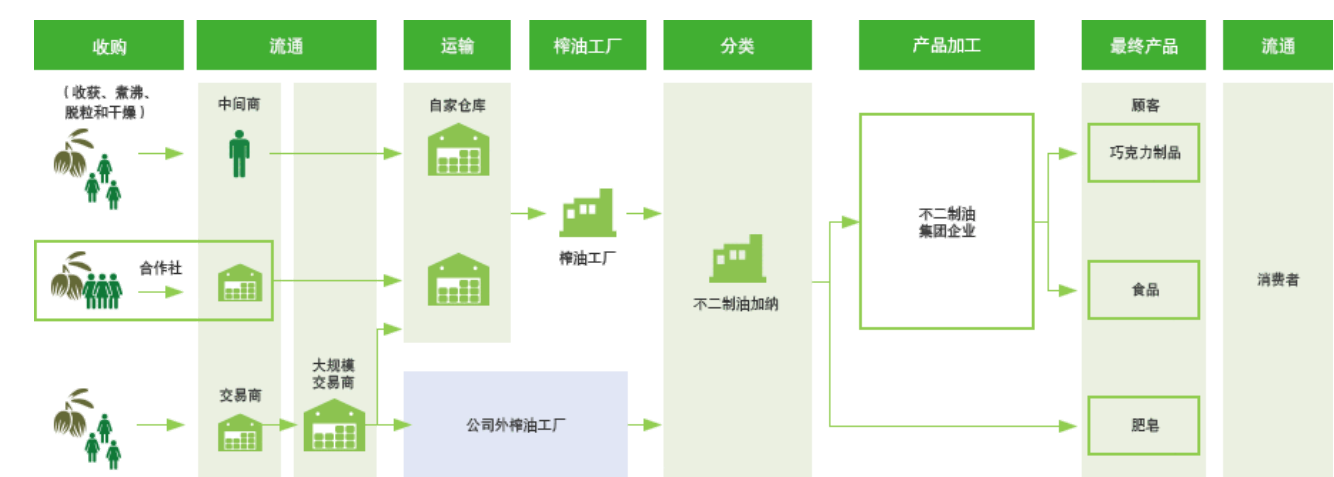 收购
流通
运输
榨油工厂
分类
产品加工
最终产品
流通
（收获、煮沸、
脱粒和干燥）
中间商
自家仓库
顾客
巧克力制品
不二制油
集团企业
榨油工厂
合作社
不二制油加纳
食品
消费者
大规模
交易商
交易商
公司外榨油工厂
肥皂